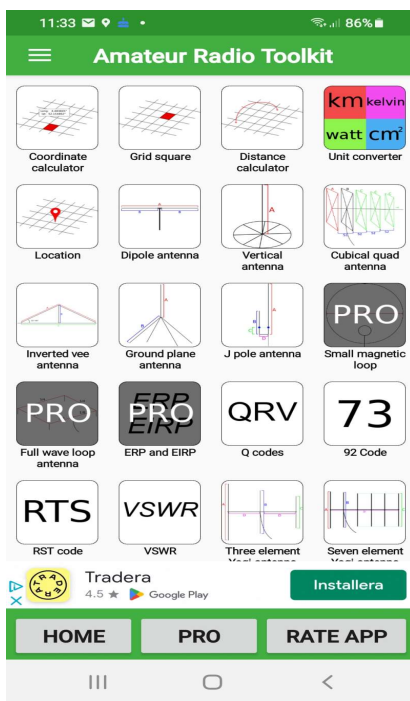 11:33
86%
Amateur Radio Toolkit
km kelvin
watt cm²
Coordinate calculator
Grid square
Distance calculator
Unit converter
A
Location
Dipole antenna
Vertical antenna
Cubical quad antenna
PRO
Inverted vee antenna
Ground plane antenna
J pole antenna
Small magnetic loop
PRO
ERP
EIRP
PRO
QRV
73
Full wave loop antenna
ERP and EIRP
Q codes
92 Code
RTS
VSWR
RST code
VSWR
Three element Yagi antenna
Seven element Yagi antenna
TRADERA
Tradera
4.5 ★ Google Play
Installera
HOME
PRO
RATE APP